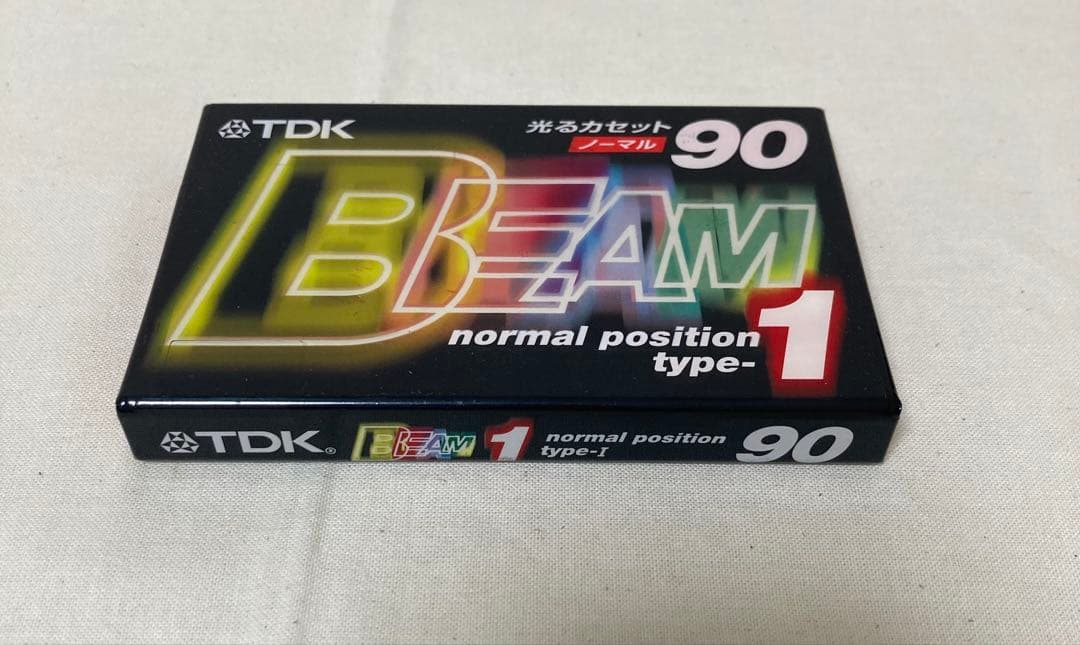 TDK
光るカセット
ノーマル
90
BEAM
1
normal position
type-
TDK®
BEAM 1
normal position
type-I
90